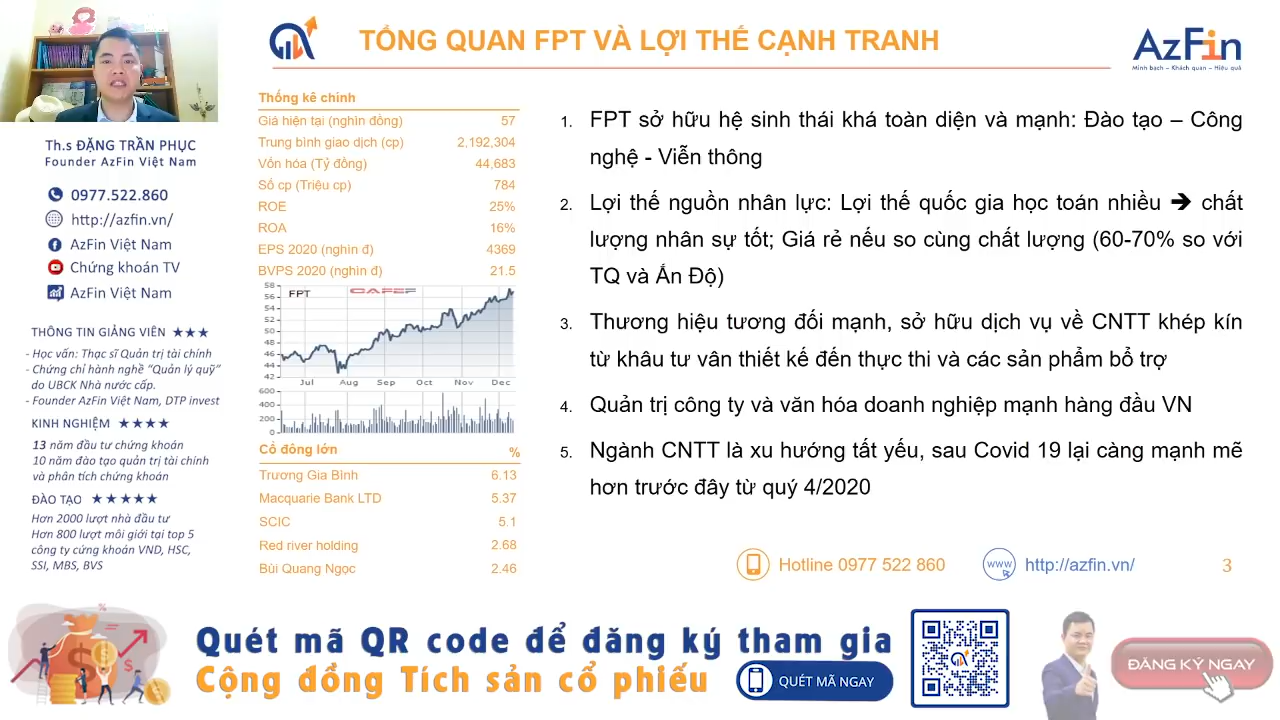 TỔNG QUAN FPT VÀ LỢI THẾ CẠNH TRANH
AzFin
Minh bạch – Khách quan – Hiệu quả
Th.s ĐẶNG TRẦN PHỤC
Founder AzFin Việt Nam
0977.522.860
http://azfin.vn/
AzFin Việt Nam
Chứng khoán TV
AzFin Việt Nam
THÔNG TIN GIẢNG VIÊN ★★★
- Học vấn: Thạc sĩ Quản trị tài chính
- Chứng chỉ hành nghề “Quản lý quỹ”
do UBCK Nhà nước cấp.
- Founder AzFin Việt Nam, DTP invest
KINH NGHIỆM ★★★★
13 năm đầu tư chứng khoán
10 năm đào tạo quản trị tài chính
và phân tích chứng khoán
ĐÀO TẠO ★★★★★
Hơn 2000 lượt nhà đầu tư
Hơn 800 lượt môi giới tại top 5
công ty cứng khoán VND, HSC,
SSI, MBS, BVS
Thống kê chính
Giá hiện tại (nghìn đồng) 57
Trung bình giao dịch (cp) 2,192,304
Vốn hóa (Tỷ đồng) 44,683
Số cp (Triệu cp) 784
ROE 25%
ROA 16%
EPS 2020 (nghìn đ) 4369
BVPS 2020 (nghìn đ) 21.5
FPT CAFEF
58
56
54
52
50
48
46
44
42
Jul Aug Sep Oct Nov Dec
600
400
200
0
Cổ đông lớn %
Trương Gia Bình 6.13
Macquarie Bank LTD 5.37
SCIC 5.1
Red river holding 2.68
Bùi Quang Ngọc 2.46
1. FPT sở hữu hệ sinh thái khá toàn diện và mạnh: Đào tạo – Công
nghệ - Viễn thông
2. Lợi thế nguồn nhân lực: Lợi thế quốc gia học toán nhiều ➔ chất
lượng nhân sự tốt; Giá rẻ nếu so cùng chất lượng (60-70% so với
TQ và Ấn Độ)
3. Thương hiệu tương đối mạnh, sở hữu dịch vụ về CNTT khép kín
từ khâu tư vấn thiết kế đến thực thi và các sản phẩm bổ trợ
4. Quản trị công ty và văn hóa doanh nghiệp mạnh hàng đầu VN
5. Ngành CNTT là xu hướng tất yếu, sau Covid 19 lại càng mạnh mẽ
hơn trước đây từ quý 4/2020
Hotline 0977 522 860
www
http://azfin.vn/
3
Quét mã QR code để đăng ký tham gia
Cộng đồng Tích sản cổ phiếu
QUÉT MÃ NGAY
ĐĂNG KÝ NGAY